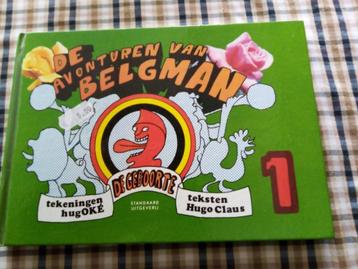 DE
AVONTUREN VAN
BELGMAN
DE GEBOORTE
1
tekeningen
hugOKÉ
STANDAARD
UITGEVERIJ
teksten
Hugo Claus